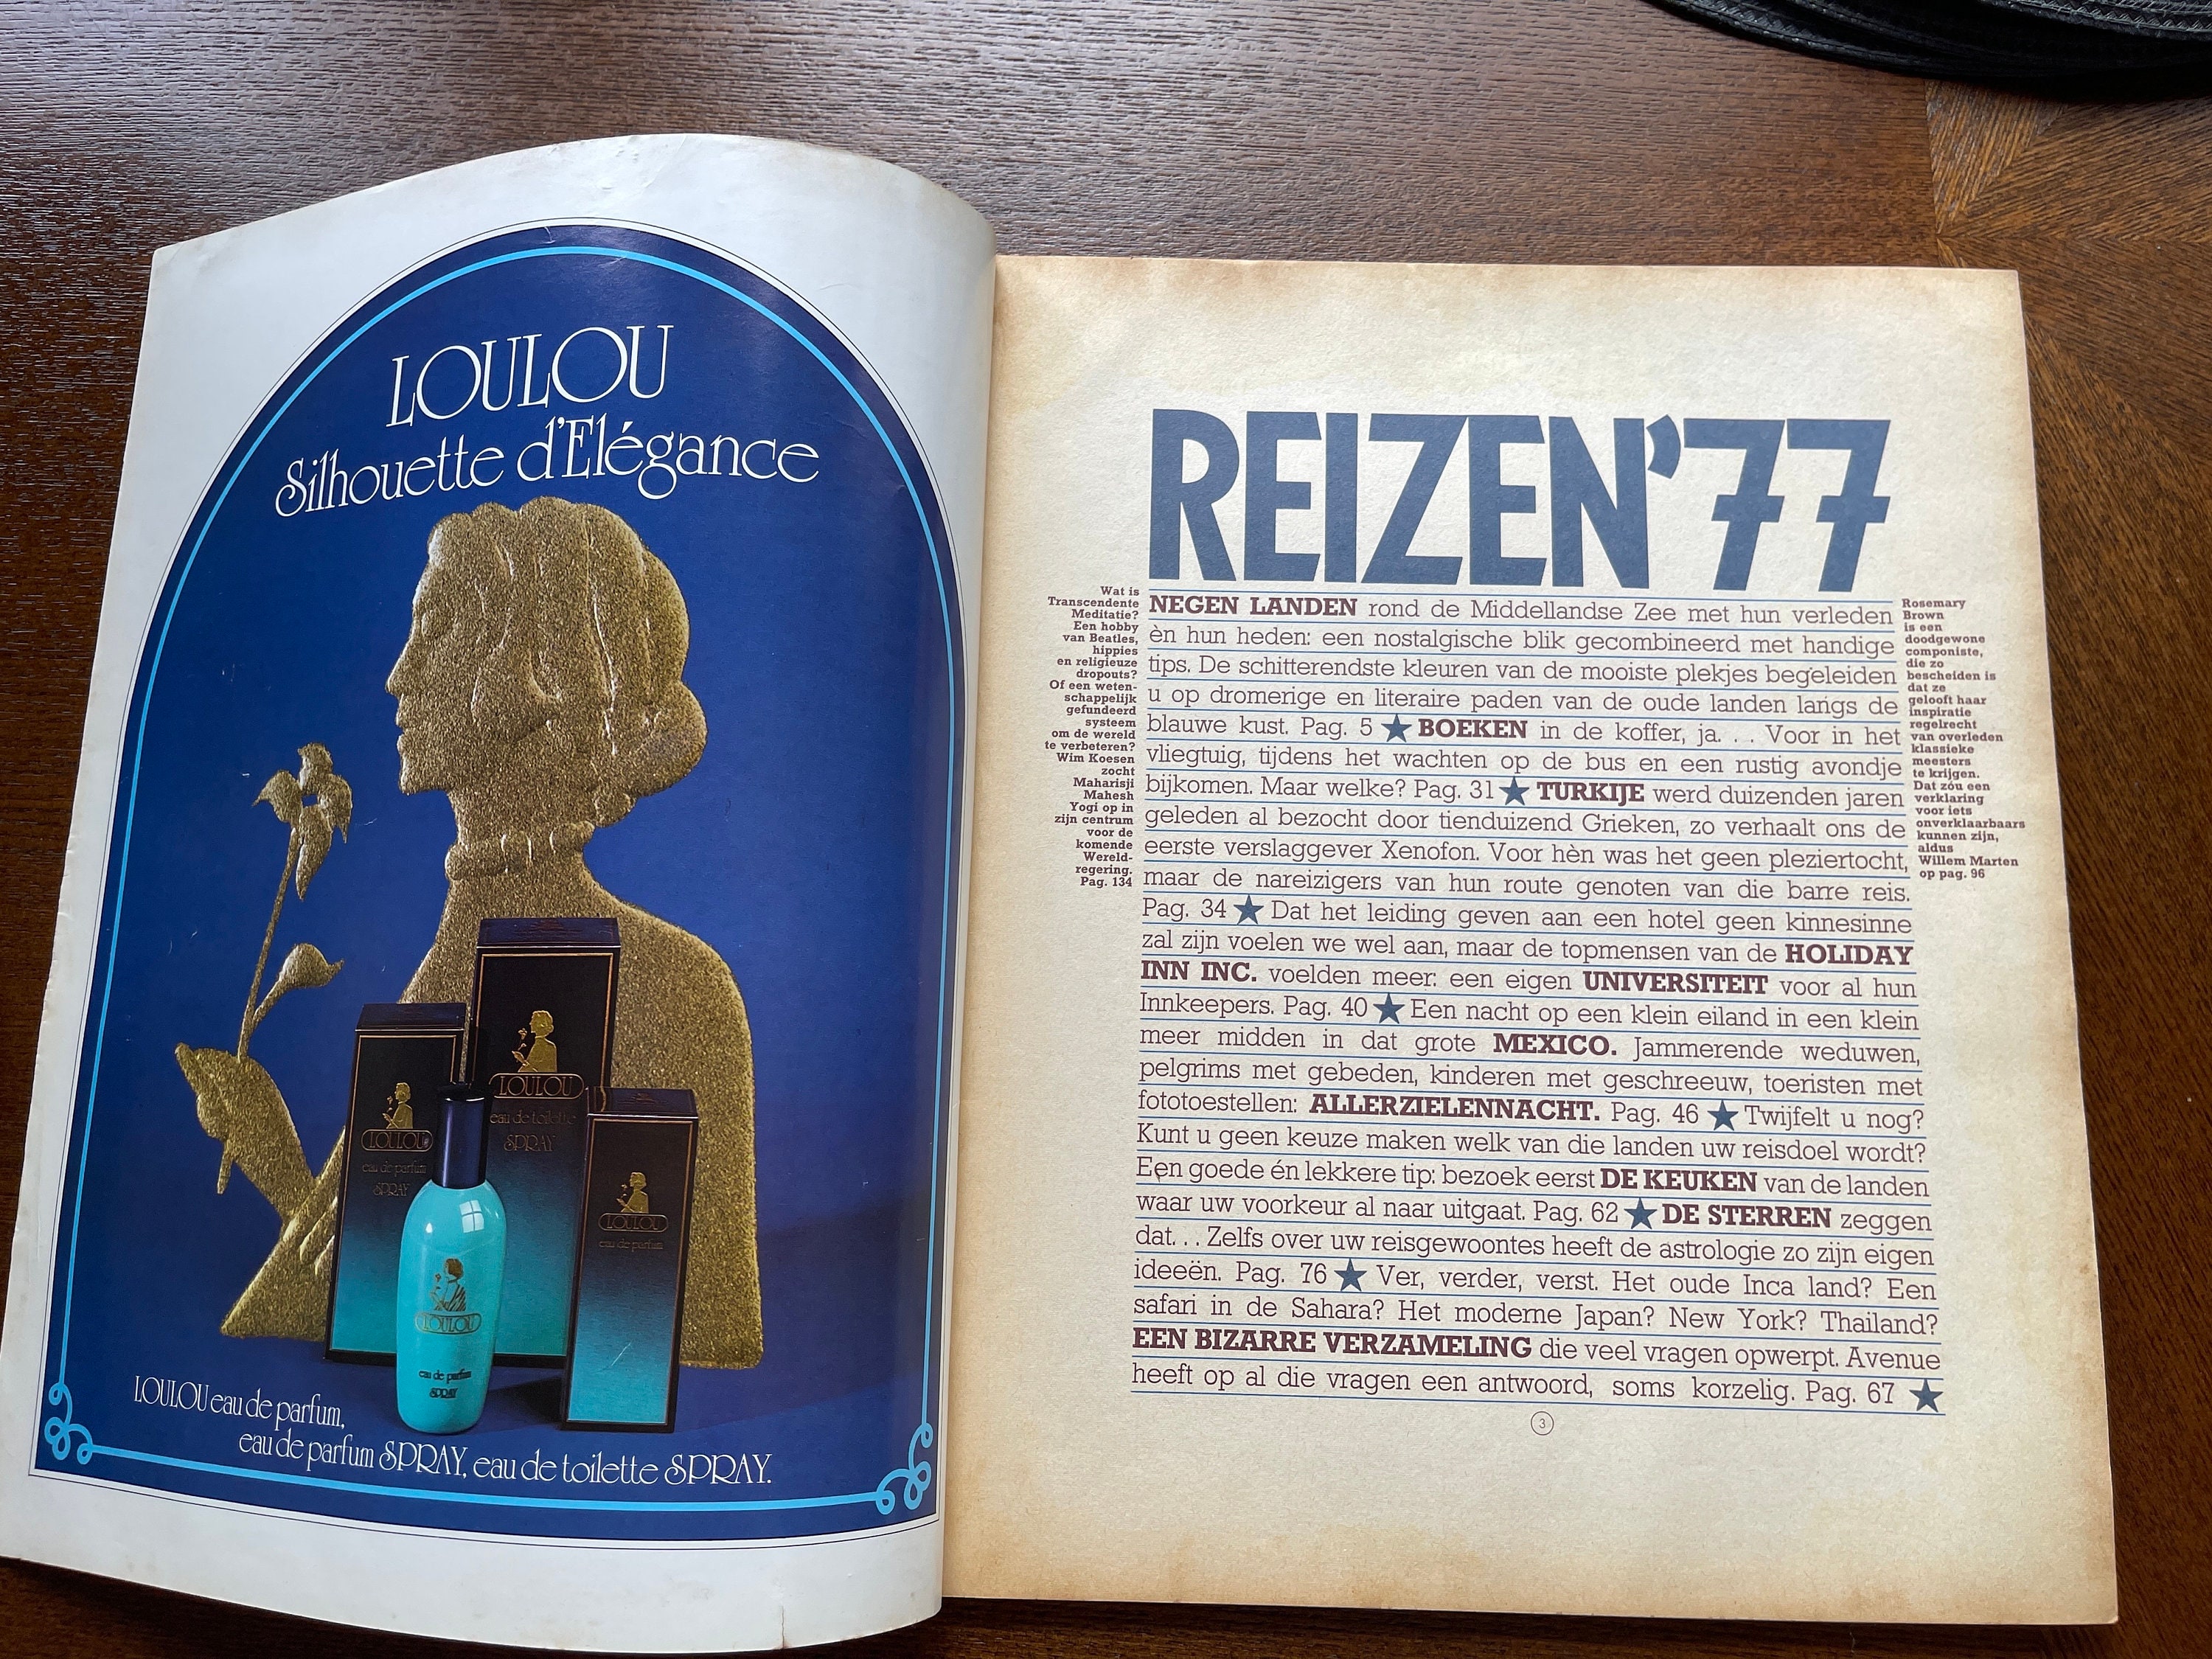 LOULOU
Silhouette d'Elégance
LOULOU
eau de parfum
SPRAY
LOULOU
eau de toilette
SPRAY
LOULOU
eau de parfum
LOULOU
eau de parfum
SPRAY
LOULOU eau de parfum,
eau de parfum SPRAY, eau de toilette SPRAY.
REIZEN'77
Wat is
Transcendente
Meditatie?
Een hobby
van Beatles,
hippies
en religieuze
dropouts?
Of een weten-
schappelijk
gefundeerd
systeem
om de wereld
te verbeteren?
Wim Koesen
zocht
Maharisji
Mahesh
Yogi op in
zijn centrum
voor de
komende
Wereld-
regering.
Pag. 134
NEGEN LANDEN rond de Middellandse Zee met hun verleden
èn hun heden: een nostalgische blik gecombineerd met handige
tips. De schitterendste kleuren van de mooiste plekjes begeleiden
u op dromerige en literaire paden van de oude landen langs de
blauwe kust. Pag. 5 ★ BOEKEN in de koffer, ja. . . Voor in het
vliegtuig, tijdens het wachten op de bus en een rustig avondje
bijkomen. Maar welke? Pag. 31 ★ TURKIJE werd duizenden jaren
geleden al bezocht door tienduizend Grieken, zo verhaalt ons de
eerste verslaggever Xenofon. Voor hèn was het geen pleziertocht,
maar de nareizigers van hun route genoten van die barre reis.
Pag. 34 ★ Dat het leiding geven aan een hotel geen kinnesinne
zal zijn voelen we wel aan, maar de topmensen van de HOLIDAY
INN INC. voelden meer: een eigen UNIVERSITEIT voor al hun
Innkeepers. Pag. 40 ★ Een nacht op een klein eiland in een klein
meer midden in dat grote MEXICO. Jammerende weduwen,
pelgrims met gebeden, kinderen met geschreeuw, toeristen met
fototoestellen: ALLERZIELENNACHT. Pag. 46 ★ Twijfelt u nog?
Kunt u geen keuze maken welk van die landen uw reisdoel wordt?
Een goede én lekkere tip: bezoek eerst DE KEUKEN van de landen
waar uw voorkeur al naar uitgaat. Pag. 62 ★ DE STERREN zeggen
dat. . . Zelfs over uw reisgewoontes heeft de astrologie zo zijn eigen
ideeën. Pag. 76 ★ Ver, verder, verst. Het oude Inca land? Een
safari in de Sahara? Het moderne Japan? New York? Thailand?
EEN BIZARRE VERZAMELING die veel vragen opwerpt. Avenue
heeft op al die vragen een antwoord, soms korzelig. Pag. 67 ★
Rosemary
Brown
is een
doodgewone
componiste,
die zo
bescheiden is
dat ze
gelooft haar
inspiratie
regelrecht
van overleden
klassieke
meesters
te krijgen.
Dat zóu een
verklaring
voor iets
onverklaarbaars
kunnen zijn,
aldus
Willem Marten
op pag. 96
3